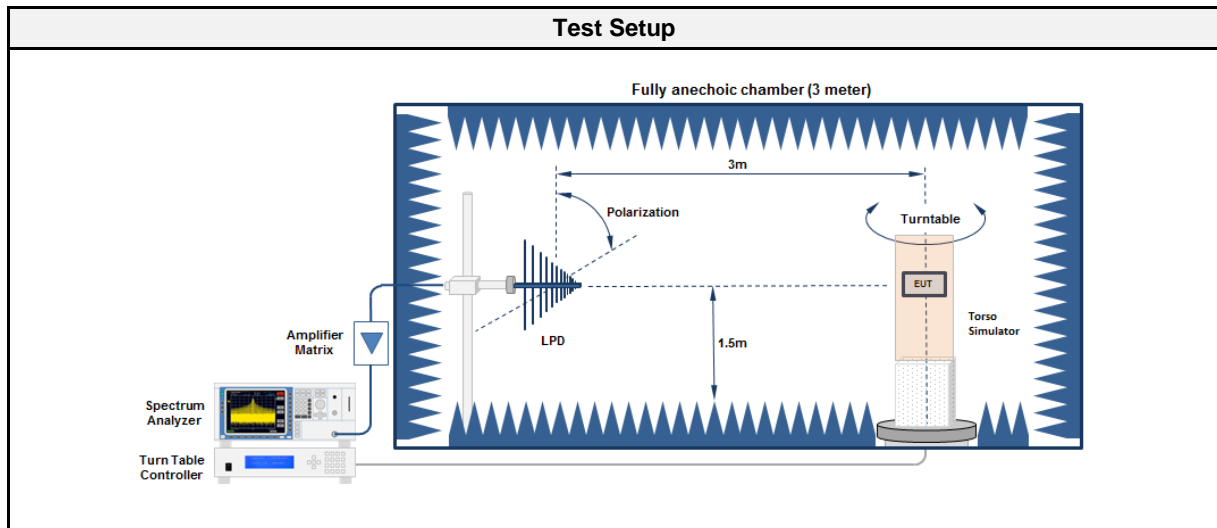 Test Setup
Fully anechoic chamber (3 meter)
3m
Polarization
Turntable
EUT
Torso
Simulator
Amplifier
Matrix
LPD
1.5m
Spectrum
Analyzer
Turn Table
Controller